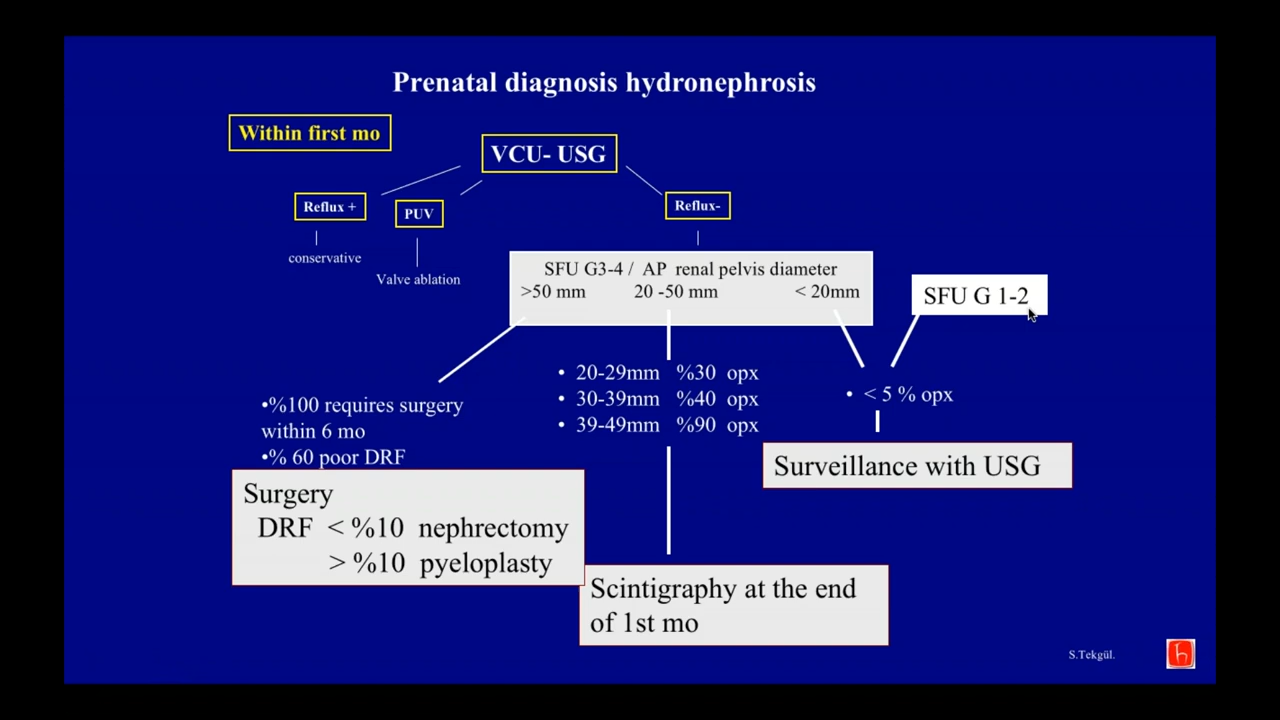 Prenatal diagnosis hydronephrosis
Within first mo
VCU- USG
Reflux +
PUV
Reflux-
conservative
Valve ablation
SFU G3-4 / AP renal pelvis diameter
>50 mm 20 -50 mm < 20mm
SFU G 1-2
• 20-29mm %30 opx
• 30-39mm %40 opx
• 39-49mm %90 opx
• < 5 % opx
•%100 requires surgery
within 6 mo
•% 60 poor DRF
Surveillance with USG
Surgery
DRF < %10 nephrectomy
> %10 pyeloplasty
Scintigraphy at the end
of 1st mo
S.Tekgül.